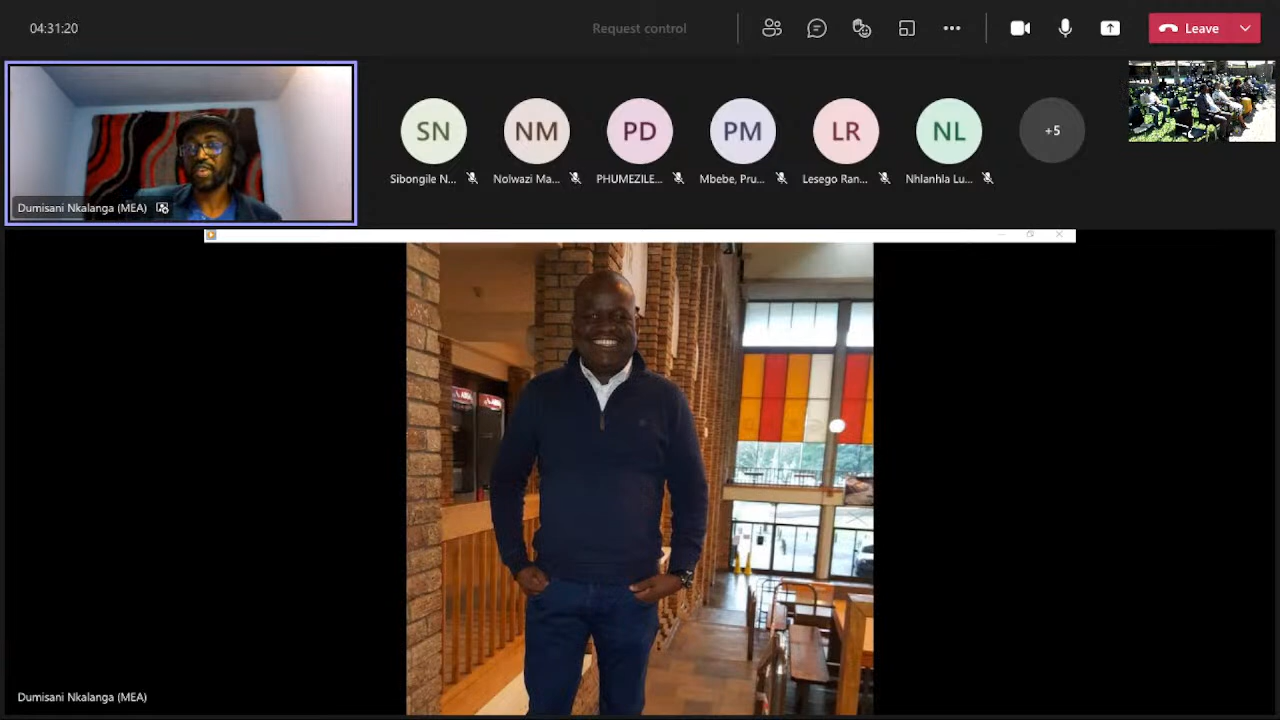 04:31:20
Request control
Leave
SN
NM
PD
PM
LR
NL
+5
Sibongile N...
Nolwazi Ma...
PHUMEZILE...
Mbebe, Pru...
Lesego Ran...
Nhlanhla Lu...
Dumisani Nkalanga (MEA)
Dumisani Nkalanga (MEA)